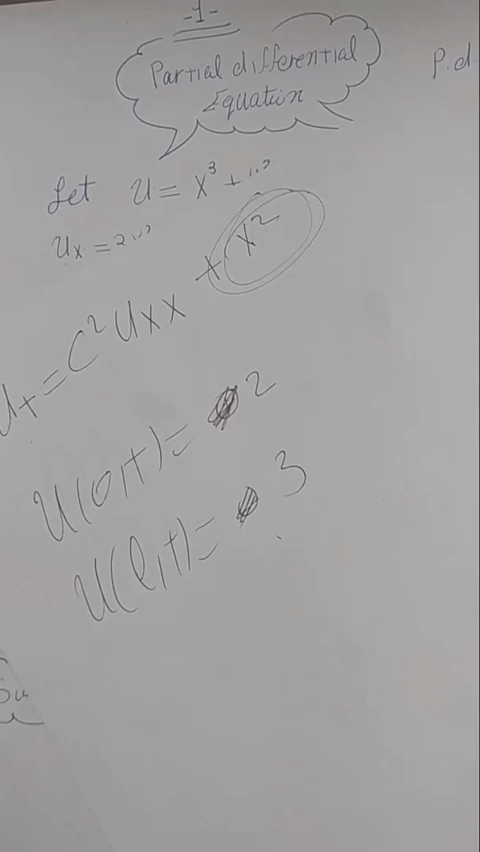 -1-
Partial differential
Equation
P.d
Let U = x³ + ...
Ux = 2...
Ut = C² Uxx + x²
U(0,t) = 2
U(l,t) = 3